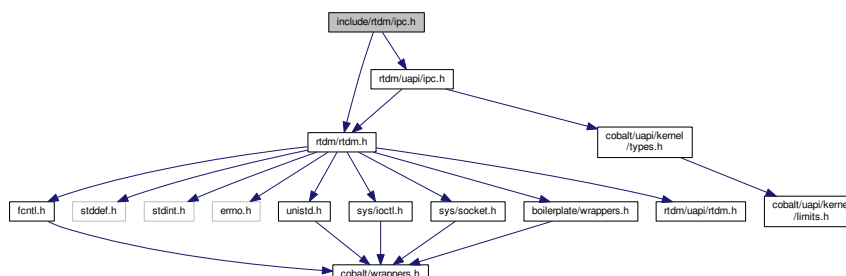 include/rtdm/ipc.h
rtdm/uapi/ipc.h
rtdm/rtdm.h
cobalt/uapi/kernel
/types.h
fcntl.h
stddef.h
stdint.h
errno.h
unistd.h
sys/ioctl.h
sys/socket.h
boilerplate/wrappers.h
rtdm/uapi/rtdm.h
cobalt/uapi/kernel
/limits.h
cobalt/wrappers.h